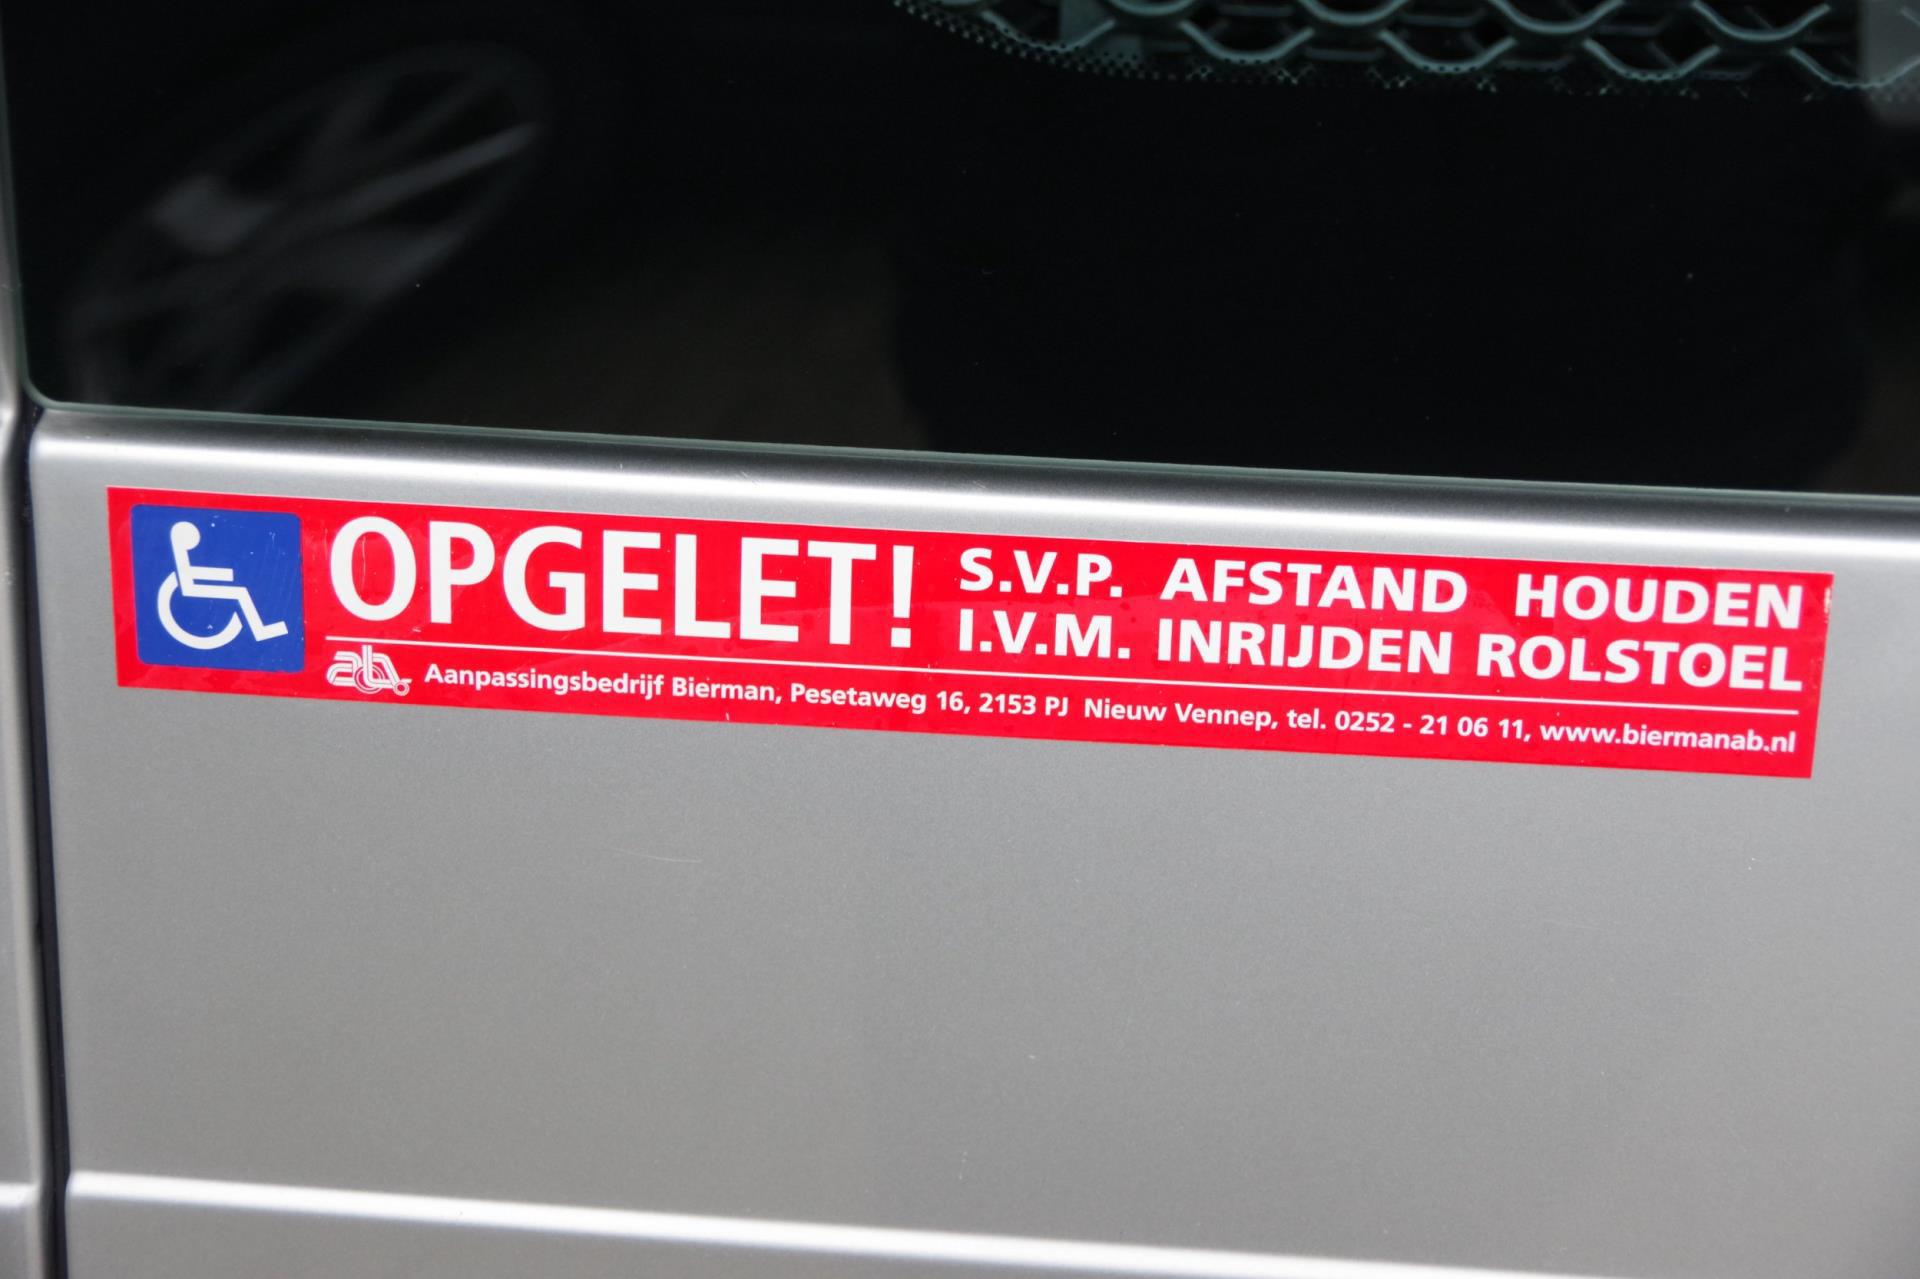 OPGELET!
S.V.P. AFSTAND HOUDEN
I.V.M. INRIJDEN ROLSTOEL
ab Aanpassingsbedrijf Bierman, Pesetaweg 16, 2153 PJ Nieuw Vennep, tel. 0252 - 21 06 11, www.biermanab.nl